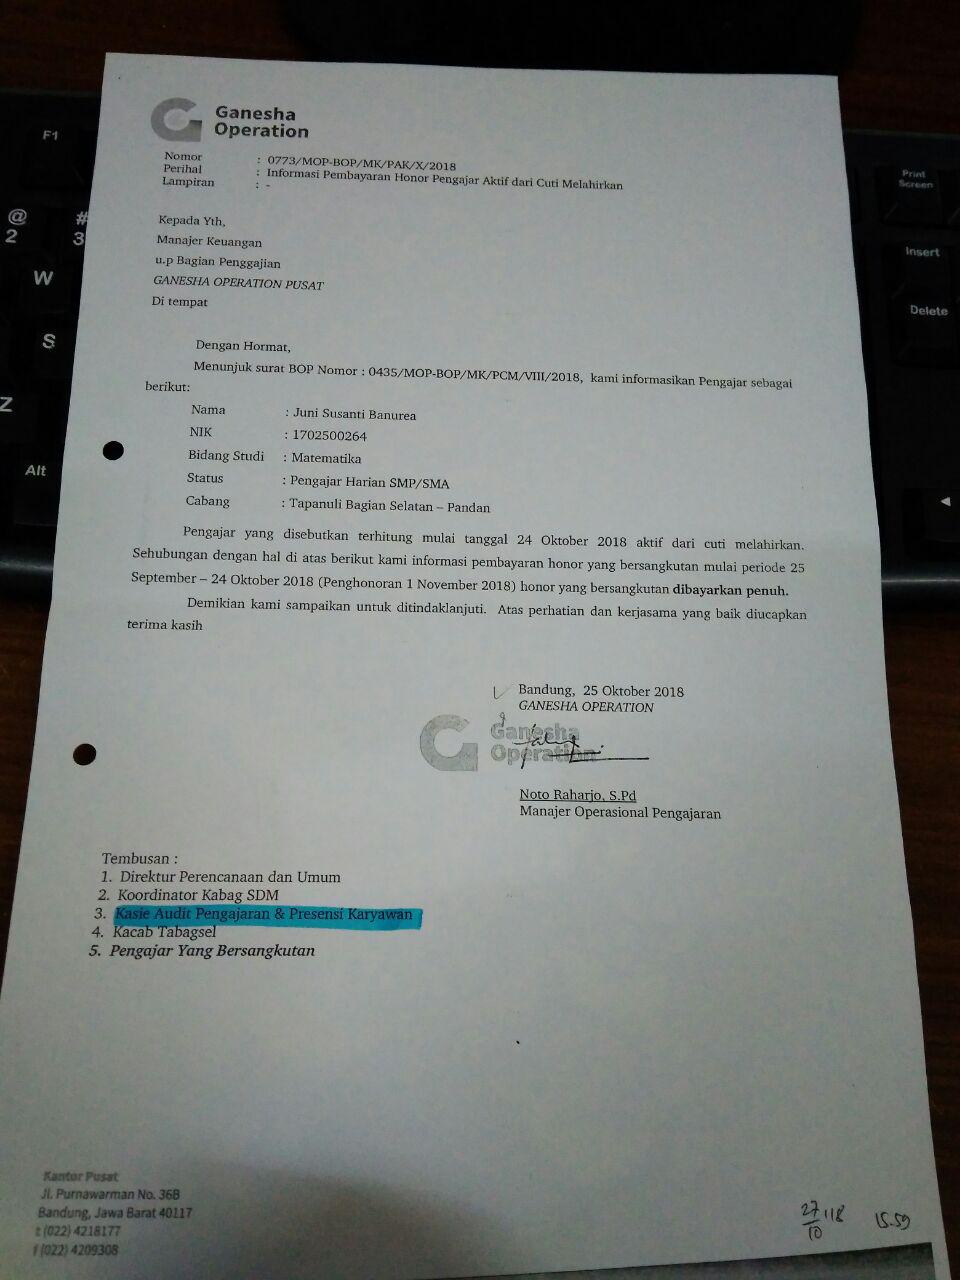 Ganesha
Operation
Nomor : 0773/MOP-BOP/MK/PAK/X/2018
Perihal : Informasi Pembayaran Honor Pengajar Aktif dari Cuti Melahirkan
Lampiran : -
Kepada Yth,
Manajer Keuangan
u.p Bagian Penggajian
GANESHA OPERATION PUSAT
Di tempat
Dengan Hormat,
Menunjuk surat BOP Nomor : 0435/MOP-BOP/MK/PCM/VIII/2018, kami informasikan Pengajar sebagai
berikut:
Nama : Juni Susanti Banurea
NIK : 1702500264
Bidang Studi : Matematika
Status : Pengajar Harian SMP/SMA
Cabang : Tapanuli Bagian Selatan – Pandan
Pengajar yang disebutkan terhitung mulai tanggal 24 Oktober 2018 aktif dari cuti melahirkan.
Sehubungan dengan hal di atas berikut kami informasi pembayaran honor yang bersangkutan mulai periode 25
September – 24 Oktober 2018 (Penghonoran 1 November 2018) honor yang bersangkutan dibayarkan penuh.
Demikian kami sampaikan untuk ditindaklanjuti. Atas perhatian dan kerjasama yang baik diucapkan
terima kasih
Bandung, 25 Oktober 2018
GANESHA OPERATION
Ganesha
Operation
Noto Raharjo, S.Pd
Manajer Operasional Pengajaran
Tembusan :
1. Direktur Perencanaan dan Umum
2. Koordinator Kabag SDM
3. Kasie Audit Pengajaran & Presensi Karyawan
4. Kacab Tabagsel
5. Pengajar Yang Bersangkutan
Kantor Pusat
Jl. Purnawarman No. 36B
Bandung, Jawa Barat 40117
t (022) 4218177
f (022) 4209308
27/10 '18 15.59
F1
@
2
#
3
W
S
Z
Alt
Print
Screen
Insert
Delete